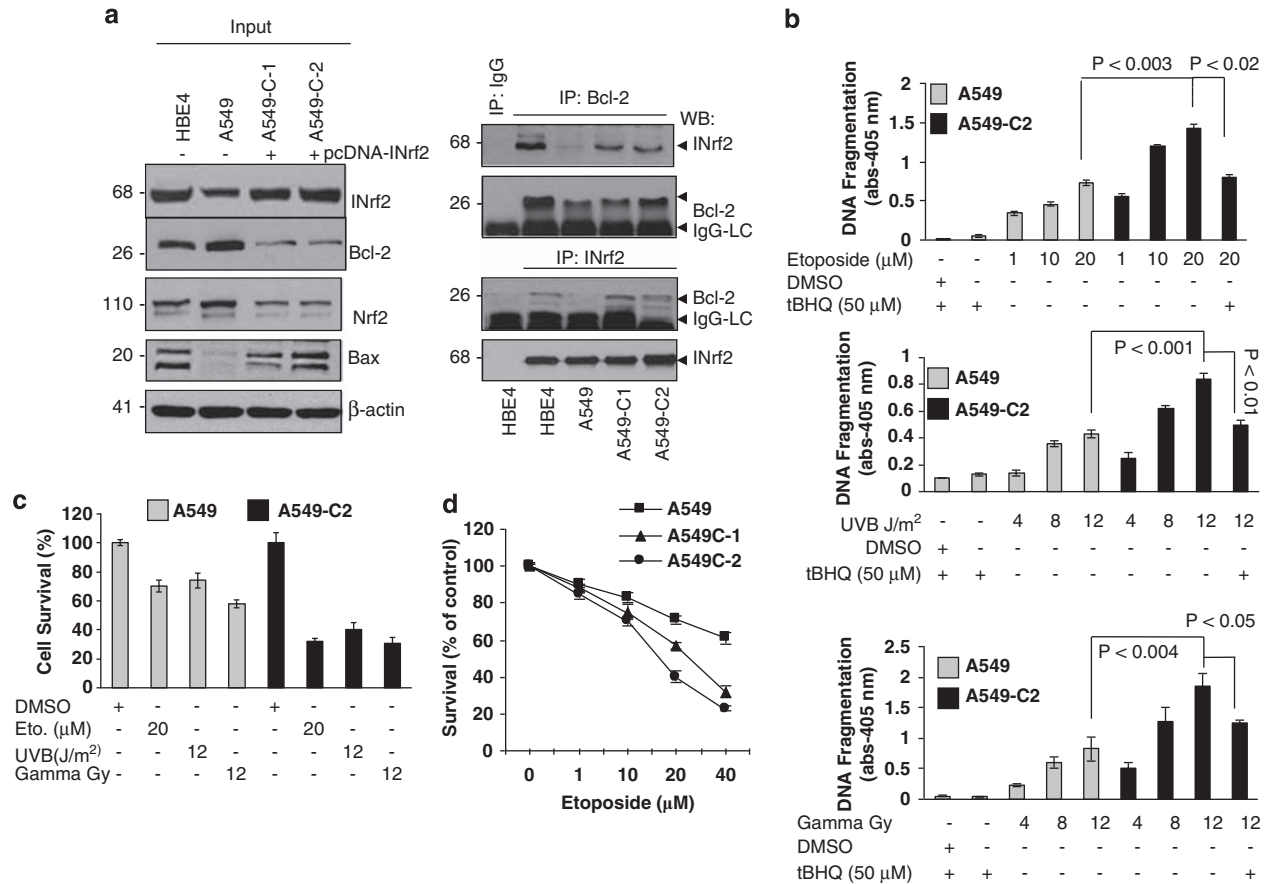 a
Input
HBE4
A549
A549-C-1
A549-C-2
- - + + pcDNA-INrf2
68 - INrf2
26 - Bcl-2
110 - Nrf2
20 - Bax
41 - β-actin
IP: IgG
IP: Bcl-2
WB:
68 - INrf2
26 - Bcl-2
IgG-LC
IP: INrf2
26 - Bcl-2
IgG-LC
68 - INrf2
HBE4
HBE4
A549
A549-C1
A549-C2
b
P < 0.003 P < 0.02
DNA Fragmentation
(abs-405 nm)
2
1.5
1
0.5
0
A549
A549-C2
Etoposide (μM) - - 1 10 20 1 10 20 20
DMSO + - - - - - - - -
tBHQ (50 μM) + + - - - - - - +
P < 0.001
P < 0.01
DNA Fragmentation
(abs-405 nm)
1
0.8
0.6
0.4
0.2
0
A549
A549-C2
UVB J/m² - - 4 8 12 4 8 12 12
DMSO + - - - - - - - -
tBHQ (50 μM) + + - - - - - - +
P < 0.05
P < 0.004
DNA Fragmentation
(abs-405 nm)
2.5
2
1.5
1
0.5
0
A549
A549-C2
Gamma Gy - - 4 8 12 4 8 12 12
DMSO + - - - - - - - -
tBHQ (50 μM) + + - - - - - - +
c
A549 A549-C2
Cell Survival (%)
120
100
80
60
40
20
0
DMSO + - - - + - - -
Eto. (μM) - 20 - - - 20 - -
UVB(J/m²) - - 12 - - - 12 -
Gamma Gy - - - 12 - - - 12
d
A549
A549C-1
A549C-2
Survival (% of control)
120
100
80
60
40
20
0
0 1 10 20 40
Etoposide (μM)